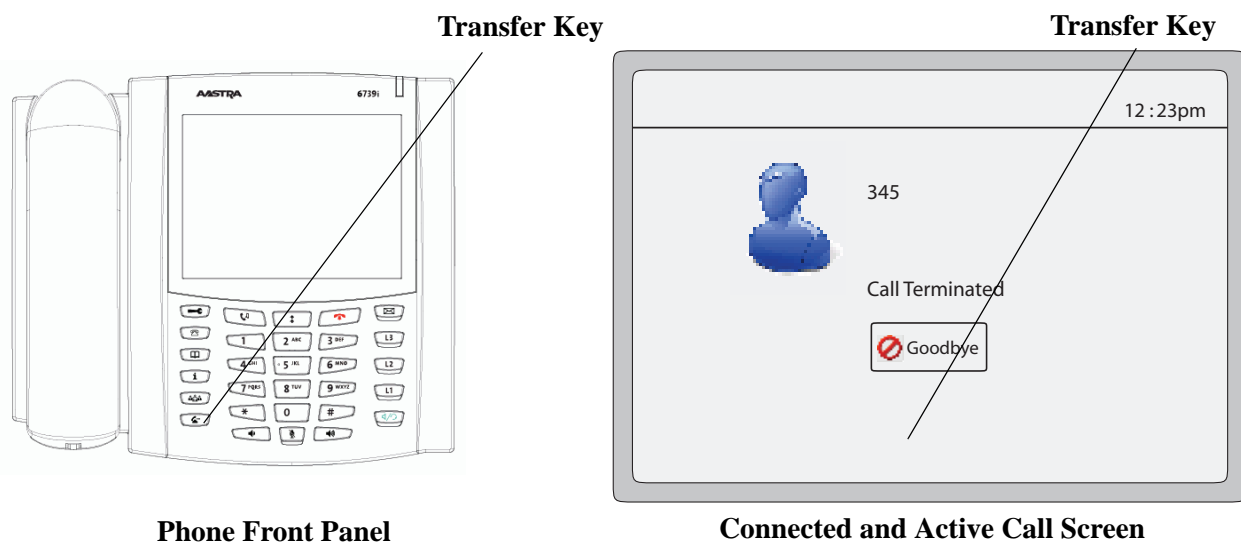 Transfer Key
Transfer Key
AASTRA 6739i
1 2 ABC 3 DEF L3
4 GHI 5 JKL 6 MNO L2
7 PQRS 8 TUV 9 WXYZ L1
* 0 #
12 :23pm
345
Call Terminated
Goodbye
Phone Front Panel
Connected and Active Call Screen